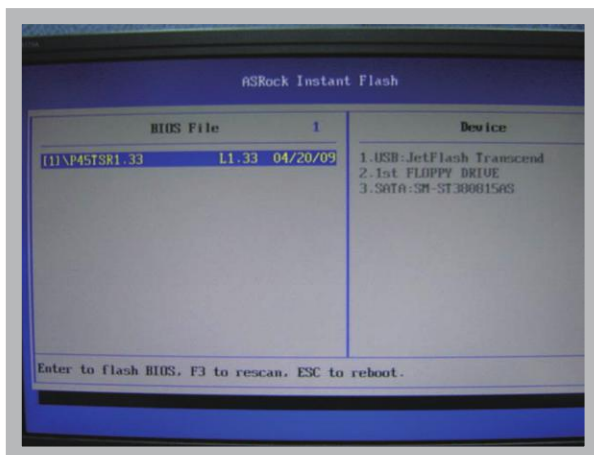 ASRock Instant Flash
BIOS File 1
Device
[1]\P45TSR1.33 L1.33 04/20/09
1.USB:JetFlash Transcend
2.1st FLOPPY DRIVE
3.SATA:SM-ST380815AS
Enter to flash BIOS, F3 to rescan, ESC to reboot.